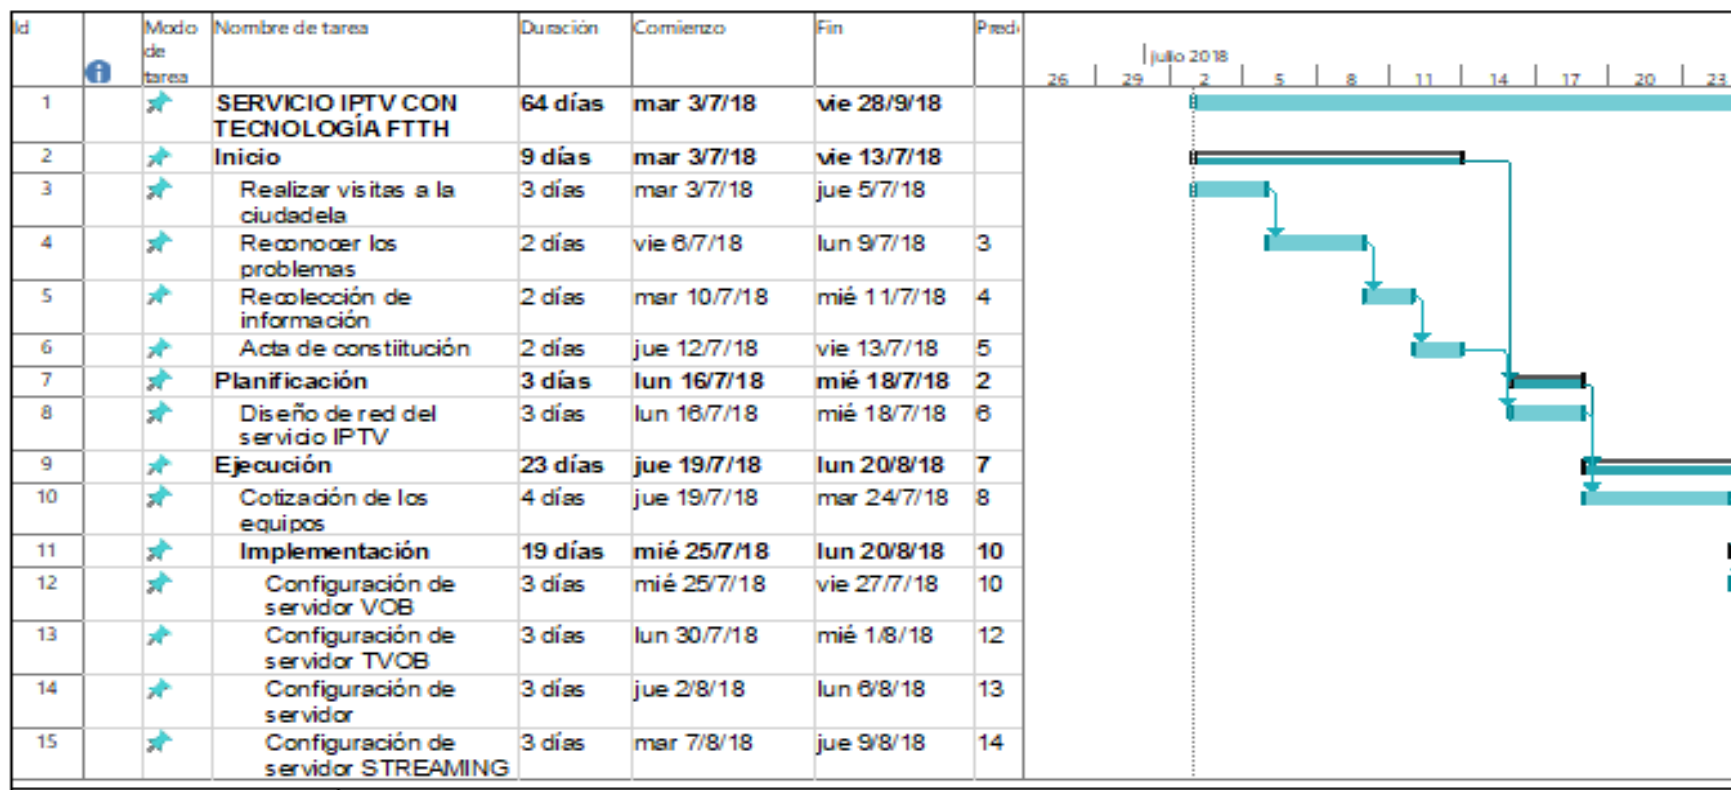 Id Modo Nombre de tarea Duración Comienzo Fin Pred
de
tarea
julio 2018
26 29 2 5 8 11 14 17 20 23
1 SERVICIO IPTV CON 64 días mar 3/7/18 vie 28/9/18
TECNOLOGÍA FTTH
2 Inicio 9 días mar 3/7/18 vie 13/7/18
3 Realizar visitas a la 3 días mar 3/7/18 jue 5/7/18
ciudadela
4 Reconocer los 2 días vie 6/7/18 lun 9/7/18 3
problemas
5 Recolección de 2 días mar 10/7/18 mié 11/7/18 4
información
6 Acta de constiitución 2 días jue 12/7/18 vie 13/7/18 5
7 Planificación 3 días lun 16/7/18 mié 18/7/18 2
8 Diseño de red del 3 días lun 16/7/18 mié 18/7/18 6
servicio IPTV
9 Ejecución 23 días jue 19/7/18 lun 20/8/18 7
10 Cotización de los 4 días jue 19/7/18 mar 24/7/18 8
equipos
11 Implementación 19 días mié 25/7/18 lun 20/8/18 10
12 Configuración de 3 días mié 25/7/18 vie 27/7/18 10
servidor VOB
13 Configuración de 3 días lun 30/7/18 mié 1/8/18 12
servidor TVOB
14 Configuración de 3 días jue 2/8/18 lun 6/8/18 13
servidor
15 Configuración de 3 días mar 7/8/18 jue 9/8/18 14
servidor STREAMING